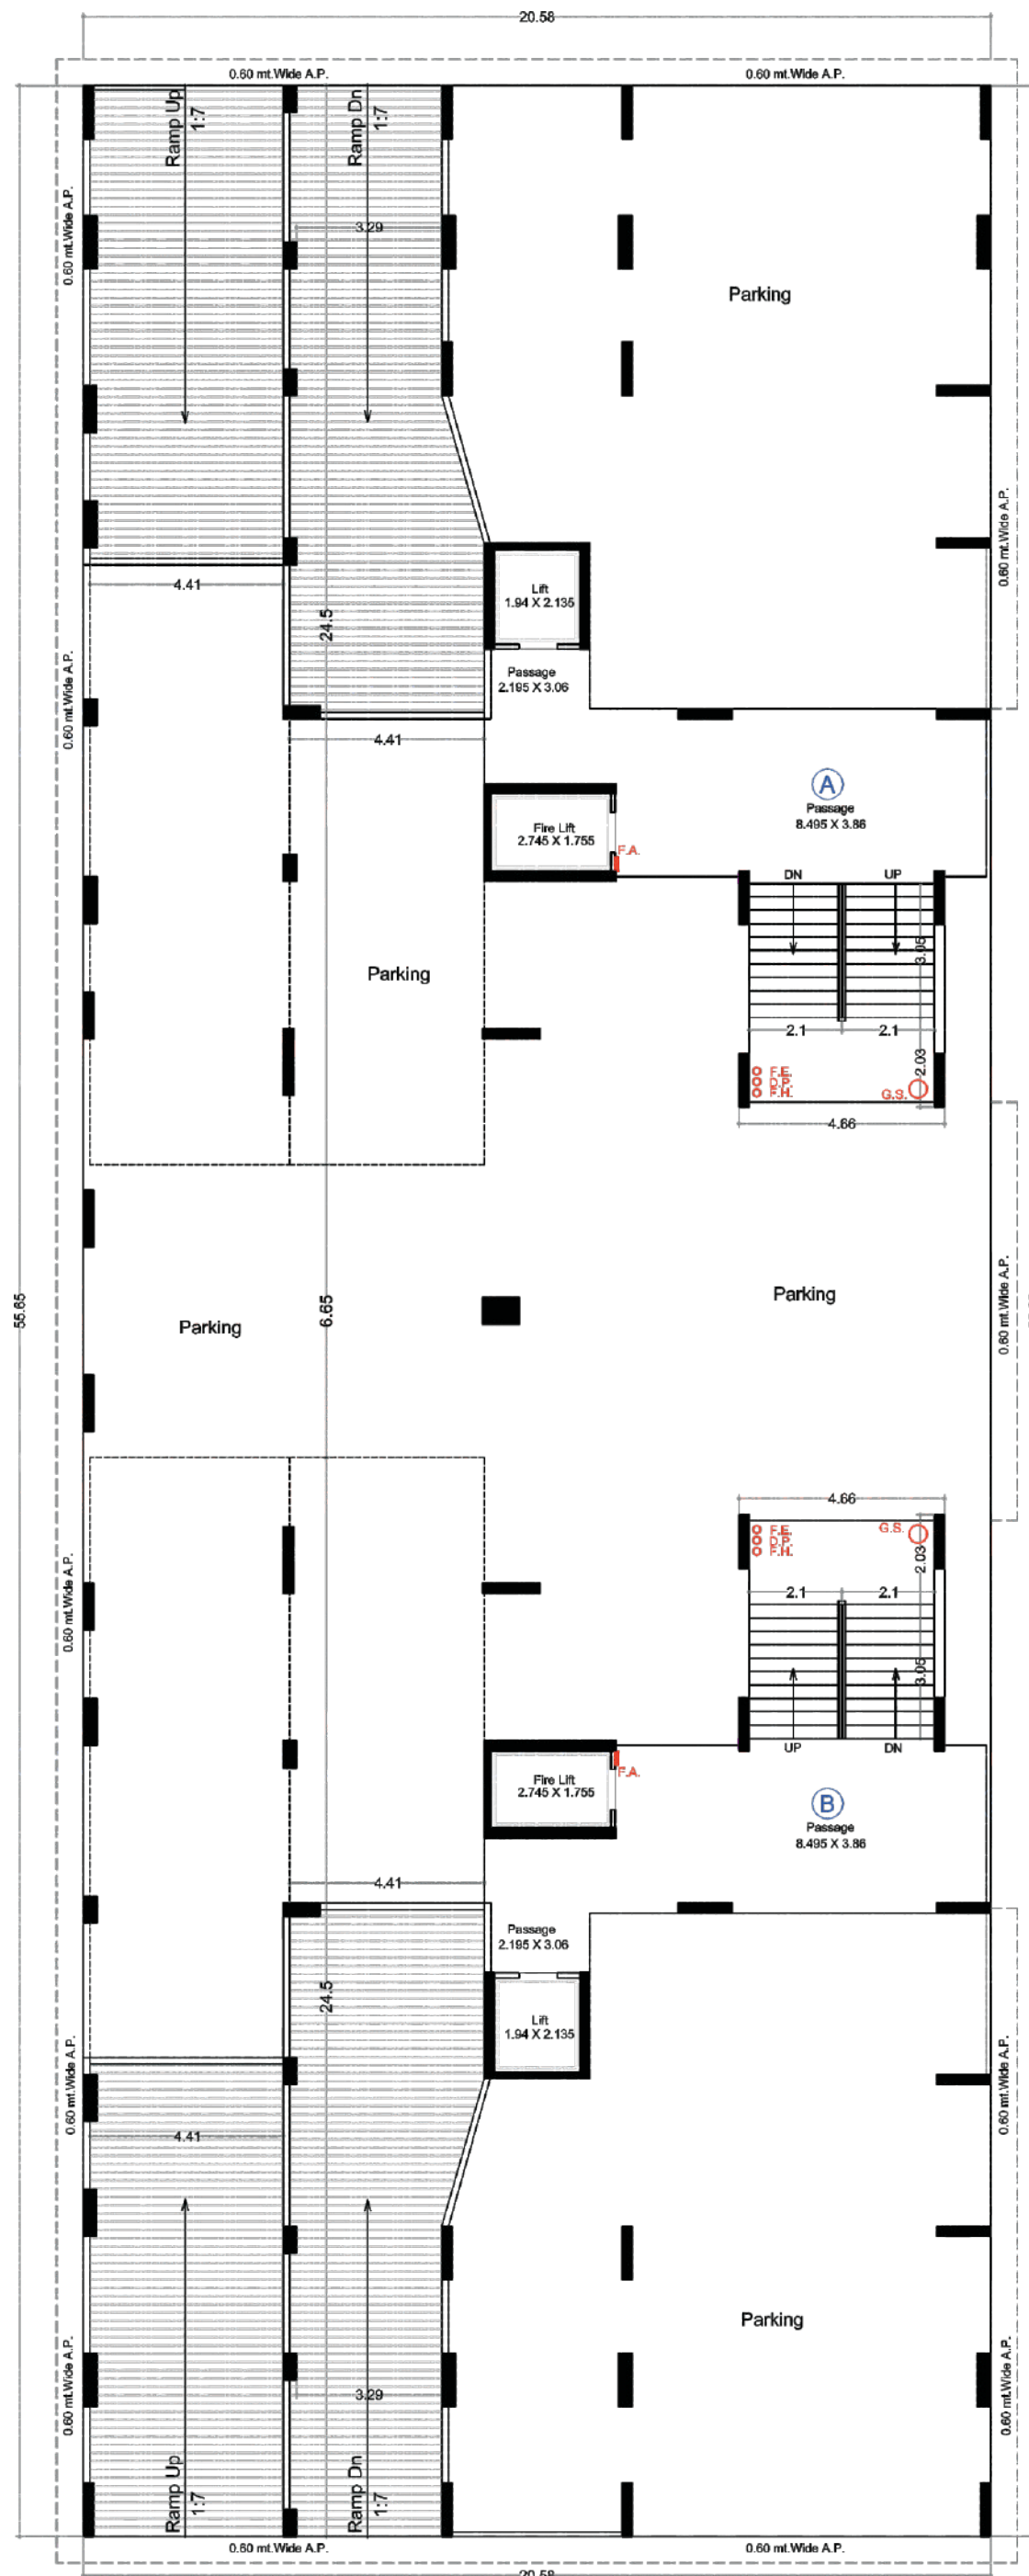 20.58
0.60 mt.Wide A.P.
0.60 mt.Wide A.P.
Ramp Up
1:7
Ramp Dn
1:7
0.60 mt.Wide A.P.
3.29
Parking
0.60 mt.Wide A.P.
4.41
24.5
Lift
1.94 X 2.135
0.60 mt.Wide A.P.
Passage
2.195 X 3.06
4.41
A
Passage
8.495 X 3.86
Fire Lift
2.745 X 1.755
F.A.
DN
UP
3.05
Parking
2.1
2.1
2.03
F.E.
D.P.
F.H.
G.S.
4.66
55.65
6.65
Parking
Parking
0.60 mt.Wide A.P.
4.66
F.E.
D.P.
F.H.
G.S.
2.03
0.60 mt.Wide A.P.
2.1
2.1
3.05
UP
DN
Fire Lift
2.745 X 1.755
F.A.
B
Passage
8.495 X 3.86
4.41
Passage
2.195 X 3.06
24.5
Lift
1.94 X 2.135
0.60 mt.Wide A.P.
0.60 mt.Wide A.P.
4.41
Parking
3.29
0.60 mt.Wide A.P.
0.60 mt.Wide A.P.
Ramp Up
1:7
Ramp Dn
1:7
0.60 mt.Wide A.P.
0.60 mt.Wide A.P.
20.58